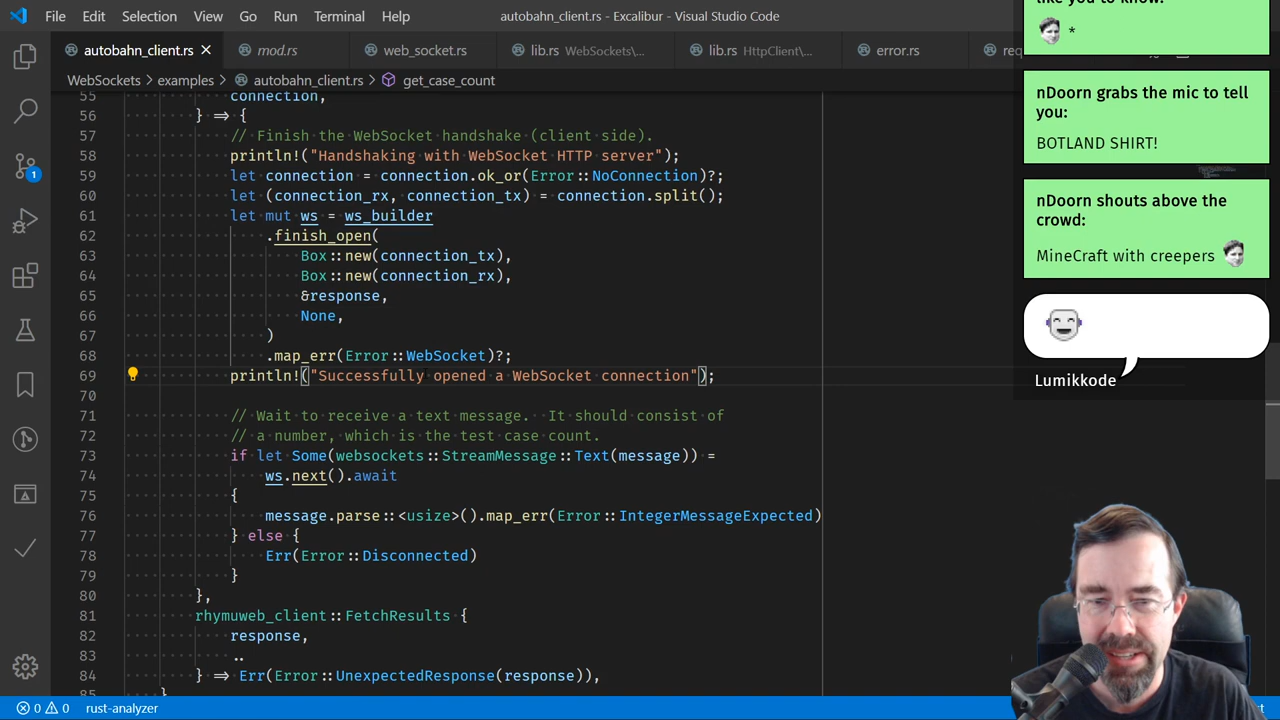 File Edit Selection View Go Run Terminal Help
autobahn_client.rs - Excalibur - Visual Studio Code
autobahn_client.rs
mod.rs
web_socket.rs
lib.rs WebSockets\...
lib.rs HttpClient\...
error.rs
WebSockets > examples > autobahn_client.rs > get_case_count
55 connection,
56 } => {
57 // Finish the WebSocket handshake (client side).
58 println!("Handshaking with WebSocket HTTP server");
59 let connection = connection.ok_or(Error::NoConnection)?;
60 let (connection_rx, connection_tx) = connection.split();
61 let mut ws = ws_builder
62 .finish_open(
63 Box::new(connection_tx),
64 Box::new(connection_rx),
65 &response,
66 None,
67 )
68 .map_err(Error::WebSocket)?;
69 println!("Successfully opened a WebSocket connection");
70
71 // Wait to receive a text message. It should consist of
72 // a number, which is the test case count.
73 if let Some(websockets::StreamMessage::Text(message)) =
74 ws.next().await
75 {
76 message.parse::<usize>().map_err(Error::IntegerMessageExpected)
77 } else {
78 Err(Error::Disconnected)
79 }
80 },
81 rhymuweb_client::FetchResults {
82 response,
83 ..
84 } => Err(Error::UnexpectedResponse(response)),
85 }
like you to know:
*
nDoorn grabs the mic to tell
you:
BOTLAND SHIRT!
nDoorn shouts above the
crowd:
MineCraft with creepers
Lumikkode
1
0 0 rust-analyzer